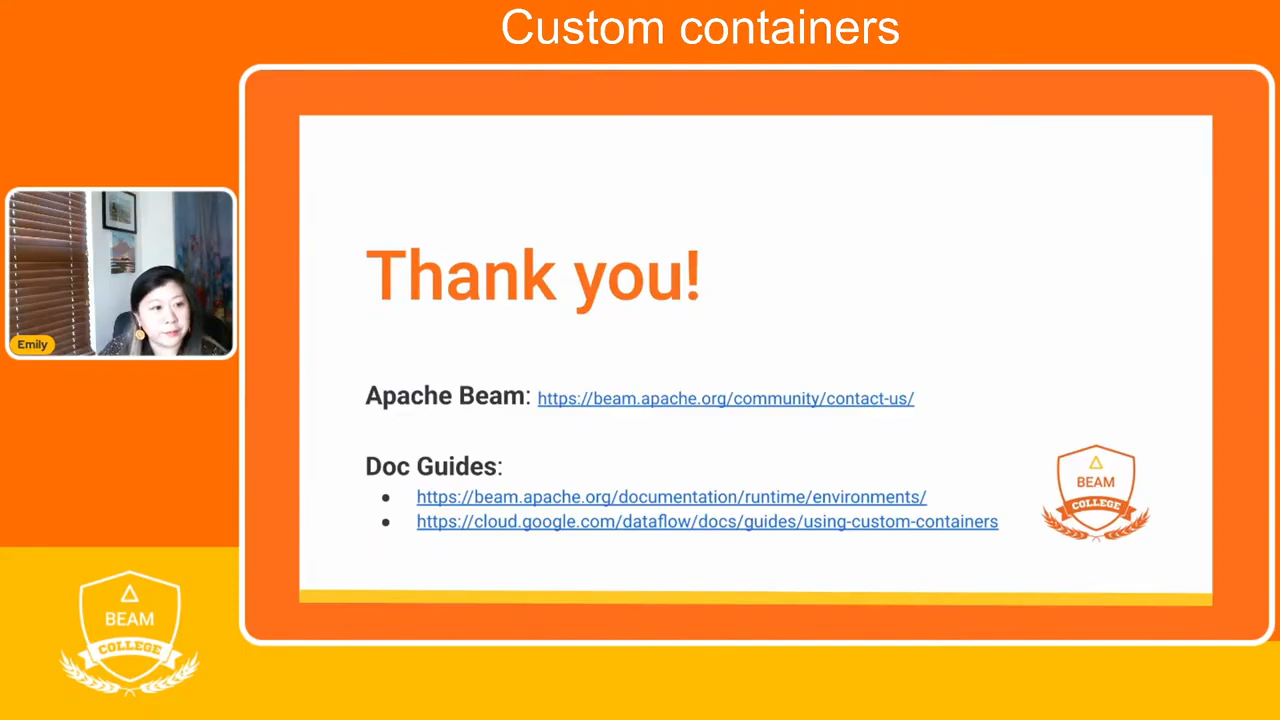 Custom containers
Thank you!
Apache Beam: https://beam.apache.org/community/contact-us/
Doc Guides:
• https://beam.apache.org/documentation/runtime/environments/
• https://cloud.google.com/dataflow/docs/guides/using-custom-containers
BEAM
COLLEGE
Emily
BEAM
COLLEGE